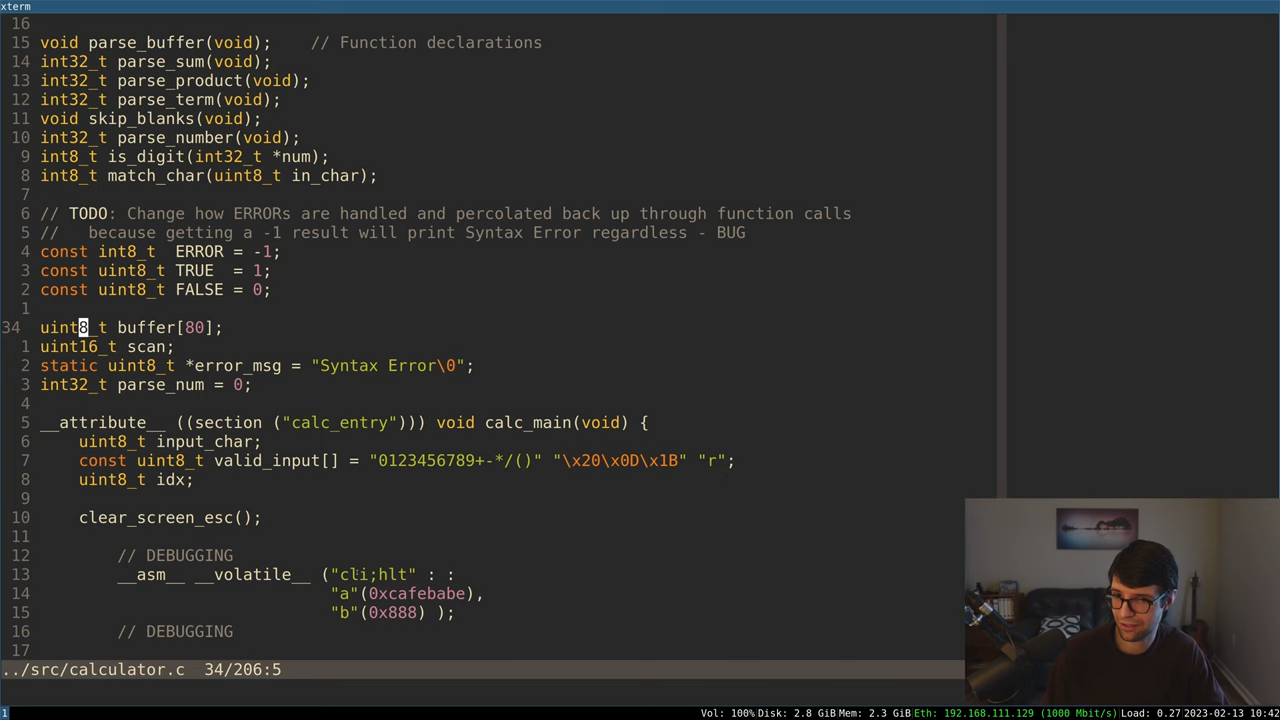 xterm
16
15 void parse_buffer(void);    // Function declarations
14 int32_t parse_sum(void);
13 int32_t parse_product(void);
12 int32_t parse_term(void);
11 void skip_blanks(void);
10 int32_t parse_number(void);
9 int8_t is_digit(int32_t *num);
8 int8_t match_char(uint8_t in_char);
7
6 // TODO: Change how ERRORs are handled and percolated back up through function calls
5 //   because getting a -1 result will print Syntax Error regardless - BUG
4 const int8_t  ERROR = -1;
3 const uint8_t TRUE  = 1;
2 const uint8_t FALSE = 0;
1
34 uint8_t buffer[80];
1 uint16_t scan;
2 static uint8_t *error_msg = "Syntax Error\0";
3 int32_t parse_num = 0;
4
5 __attribute__ ((section ("calc_entry"))) void calc_main(void) {
6     uint8_t input_char;
7     const uint8_t valid_input[] = "0123456789+-*/()" "\x20\x0D\x1B" "r";
8     uint8_t idx;
9
10     clear_screen_esc();
11
12         // DEBUGGING
13         __asm__ __volatile__ ("cli;hlt" : :
14                               "a"(0xcafebabe),
15                               "b"(0x888) );
16         // DEBUGGING
17
../src/calculator.c  34/206:5
1 Vol: 100% Disk: 2.8 GiB Mem: 2.3 GiB Eth: 192.168.111.129 (1000 Mbit/s) Load: 0.27 2023-02-13 10:42